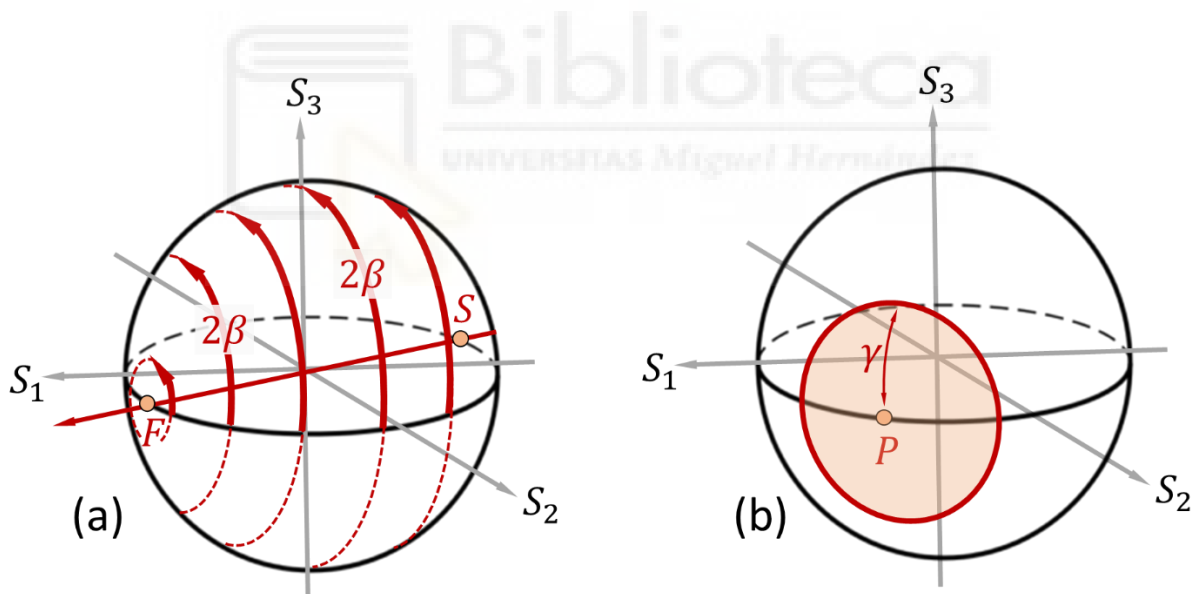 Biblioteca
UNIVERSITAS Miguel Hernández
S₃
S₃
2β
2β
S
γ
S₁
S₁
F
P
S₂
S₂
(a)
(b)